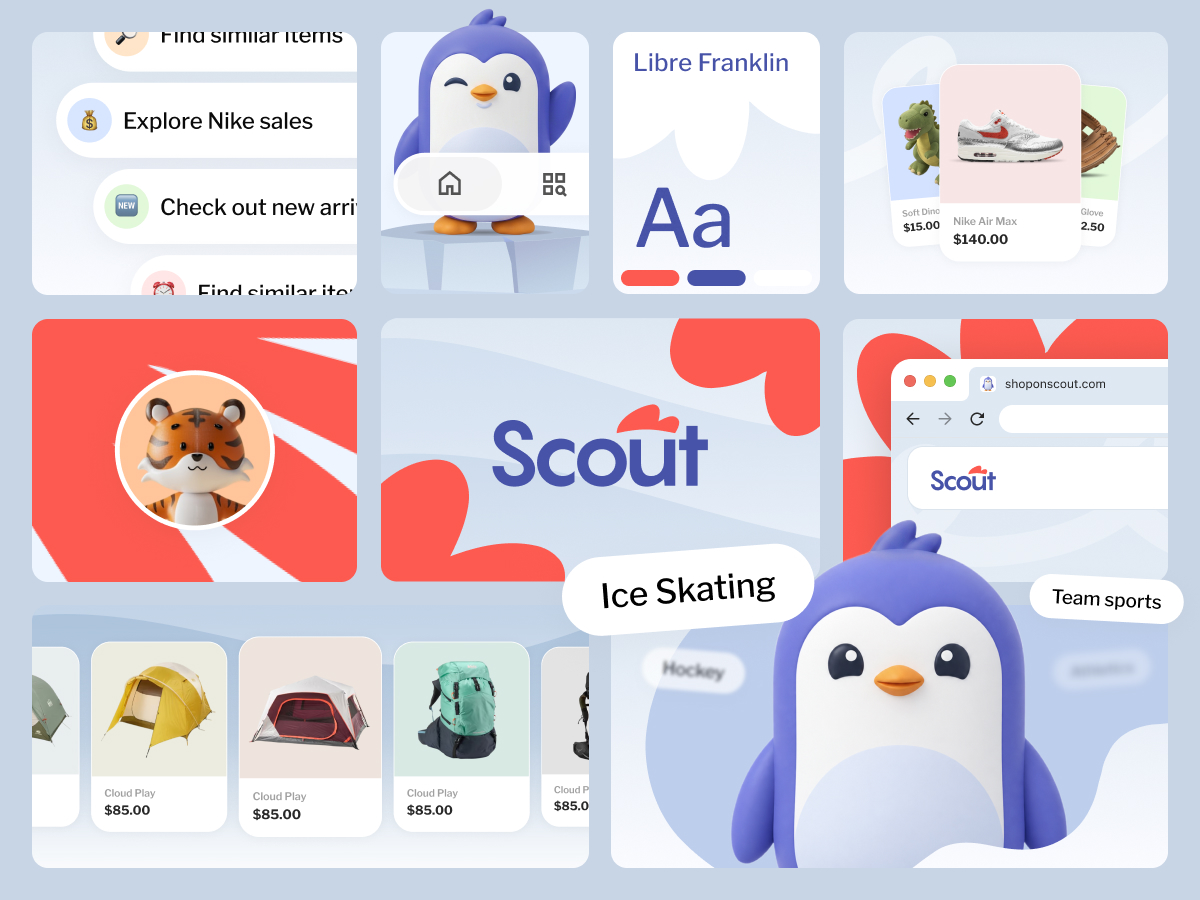 Find similar items
Explore Nike sales
NEW
Check out new arri
Find similar ite
Libre Franklin
Aa
Soft Dino
$15.00
Nike Air Max
$140.00
Glove
2.50
Scout
shoponscout.com
Scout
Ice Skating
Team sports
Hockey
Cloud Play
$85.00
Cloud Play
$85.00
Cloud Play
$85.00
Cloud P
$85.0